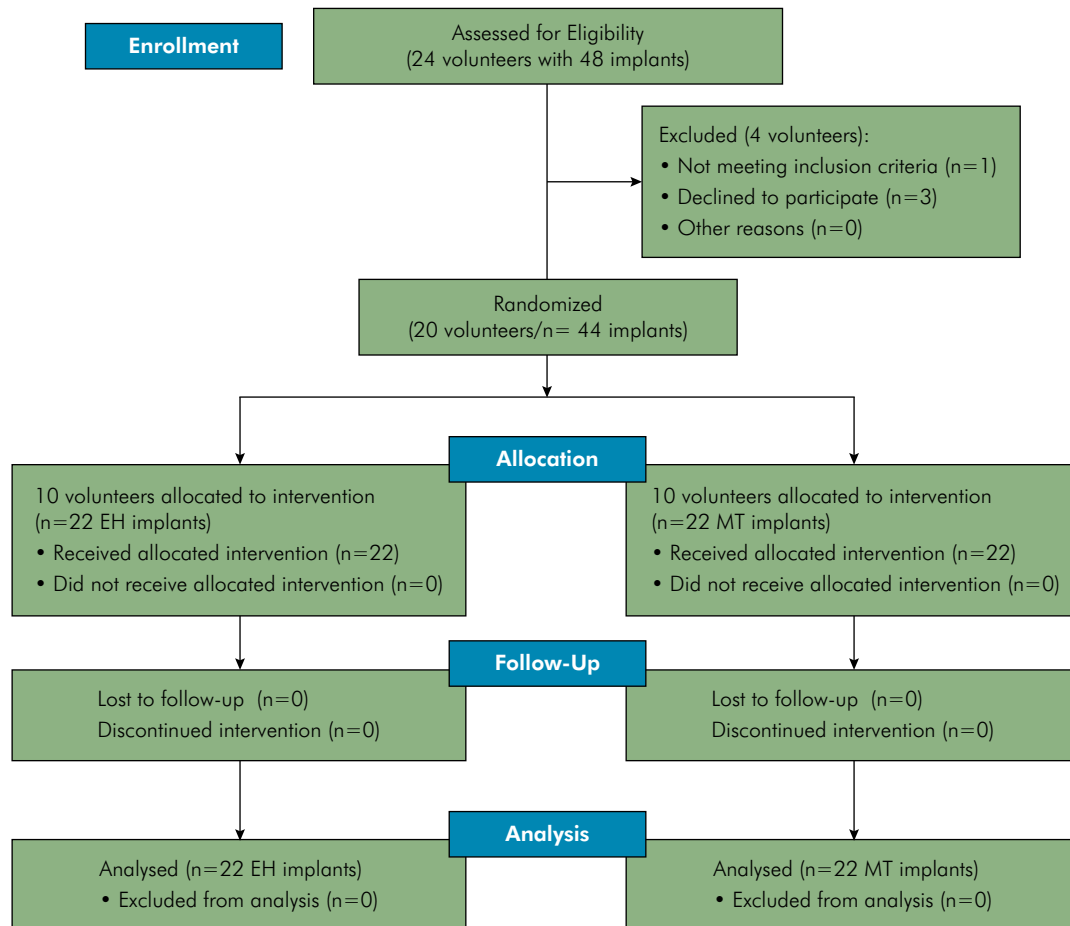 Enrollment
Assessed for Eligibility
(24 volunteers with 48 implants)
Excluded (4 volunteers):
• Not meeting inclusion criteria (n=1)
• Declined to participate (n=3)
• Other reasons (n=0)
Randomized
(20 volunteers/n= 44 implants)
Allocation
10 volunteers allocated to intervention
(n=22 EH implants)
• Received allocated intervention (n=22)
• Did not receive allocated intervention (n=0)
10 volunteers allocated to intervention
(n=22 MT implants)
• Received allocated intervention (n=22)
• Did not receive allocated intervention (n=0)
Follow-Up
Lost to follow-up (n=0)
Discontinued intervention (n=0)
Lost to follow-up (n=0)
Discontinued intervention (n=0)
Analysis
Analysed (n=22 EH implants)
• Excluded from analysis (n=0)
Analysed (n=22 MT implants)
• Excluded from analysis (n=0)